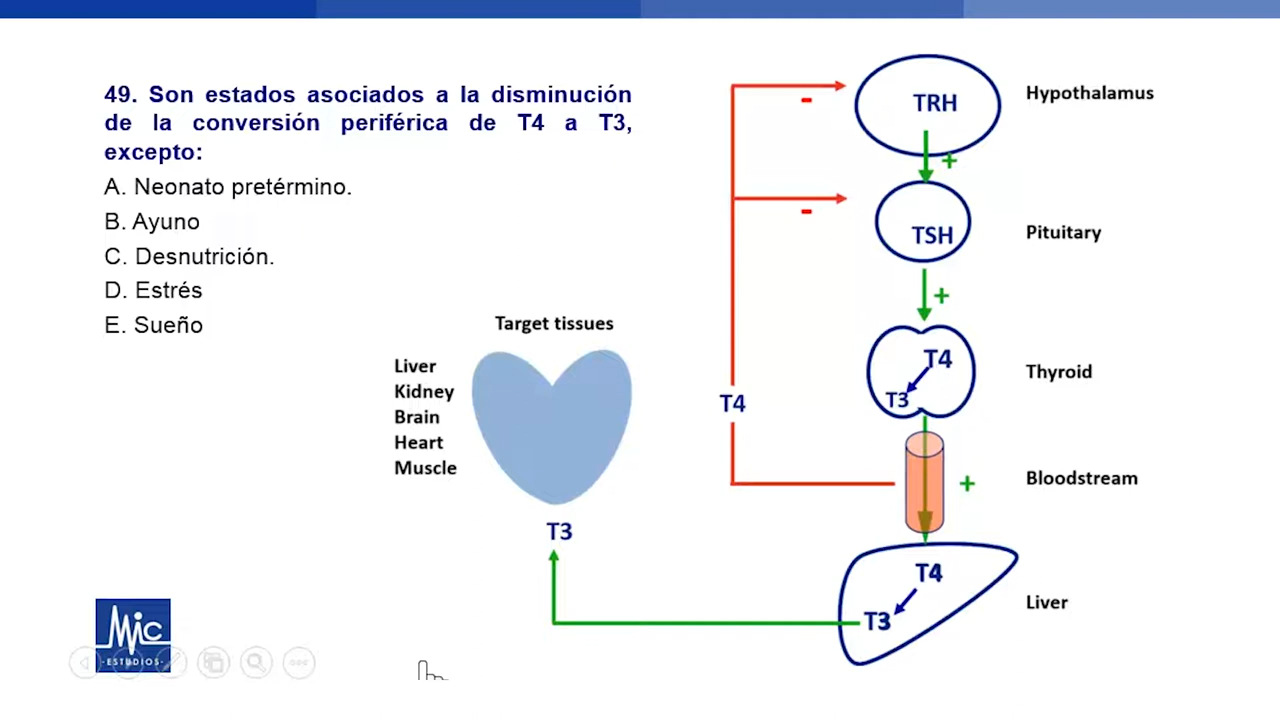 49. Son estados asociados a la disminución
de la conversión periférica de T4 a T3,
excepto:
A. Neonato pretérmino.
B. Ayuno
C. Desnutrición.
D. Estrés
E. Sueño
Target tissues
Liver
Kidney
Brain
Heart
Muscle
T3
T4
-
-
TRH
+
TSH
+
T4
T3
+
T4
T3
Hypothalamus
Pituitary
Thyroid
Bloodstream
Liver
Mic
-ESTUDIOS-